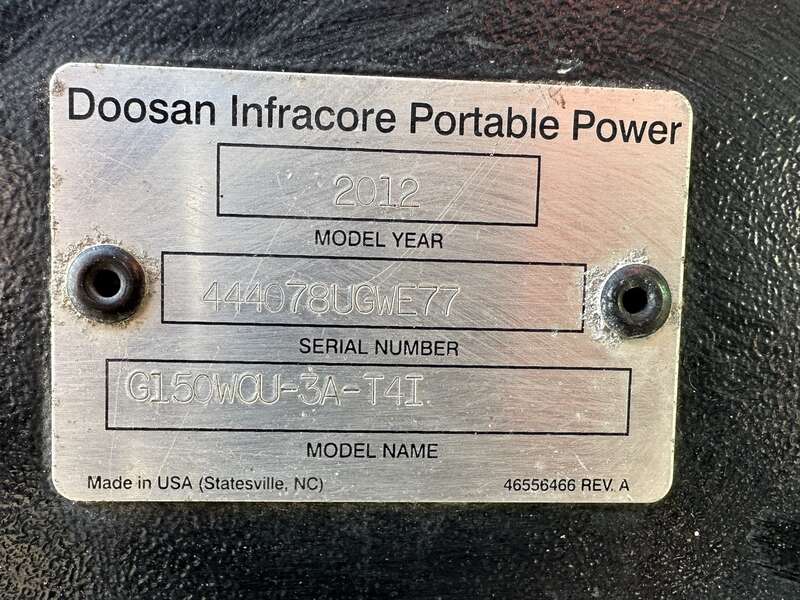 Doosan Infracore Portable Power
2012
MODEL YEAR
444078UGWE77
SERIAL NUMBER
G150WCU-3A-T4I
MODEL NAME
Made in USA (Statesville, NC) 46556466 REV. A